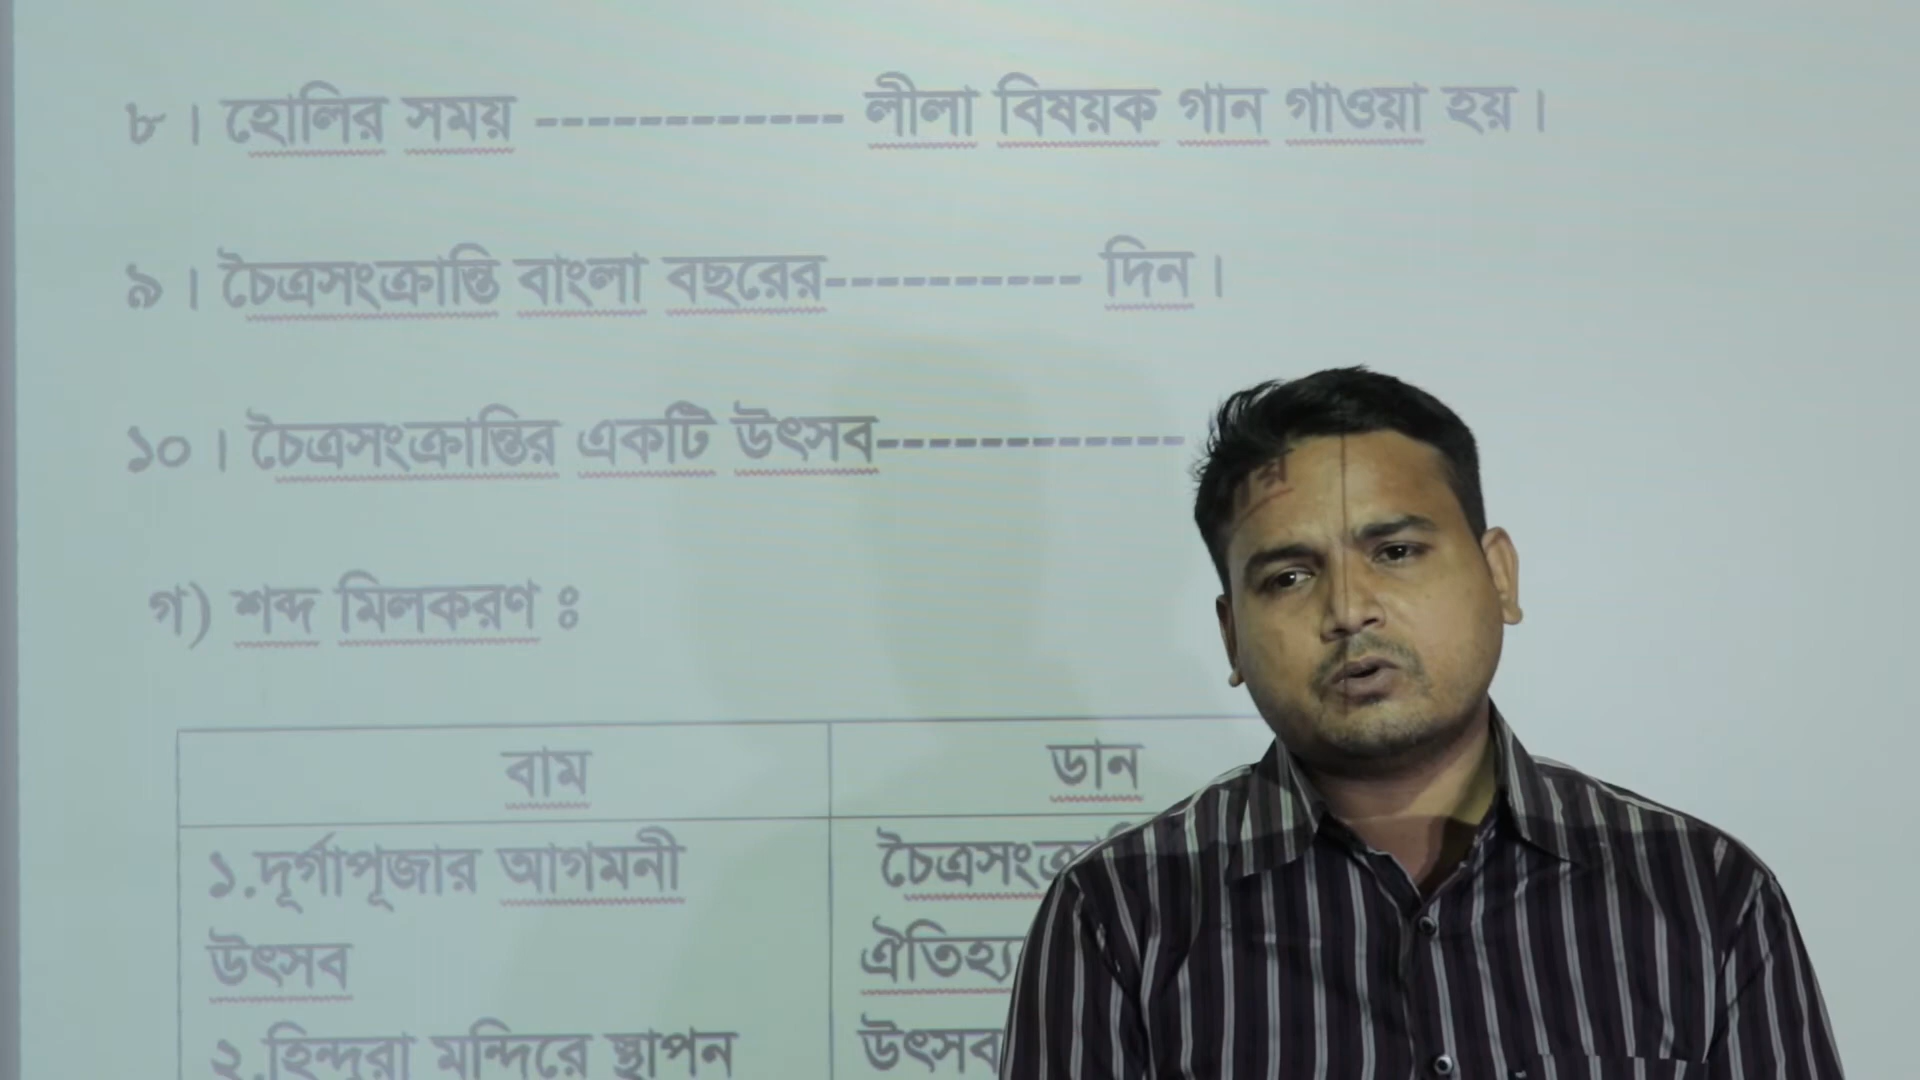 ৮। হোলির সময় ------------ লীলা বিষয়ক গান গাওয়া হয়।
৯। চৈত্রসংক্রান্তি বাংলা বছরের---------- দিন।
১০। চৈত্রসংক্রান্তির একটি উৎসব------------
গ) শব্দ মিলকরণ ঃ
বাম
ডান
১.দূর্গাপূজার আগমনী
উৎসব
২.হিন্দুরা মন্দিরে স্থাপন
উৎসব